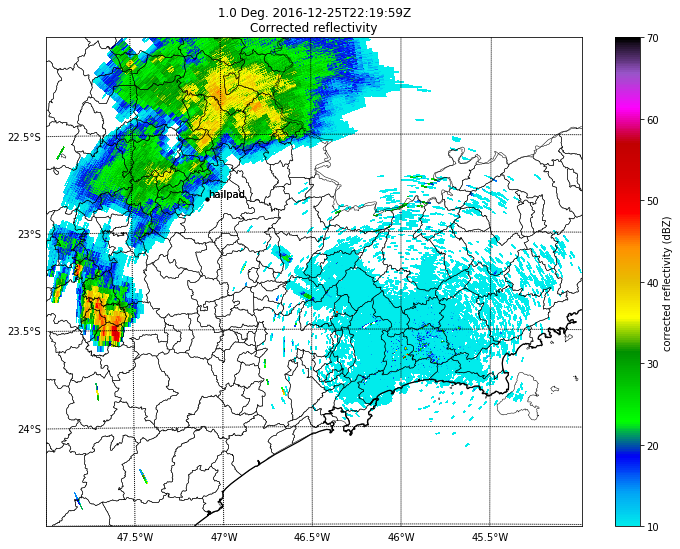 1.0 Deg. 2016-12-25T22:19:59Z
Corrected reflectivity
22.5°S
23°S
23.5°S
24°S
47.5°W
47°W
46.5°W
46°W
45.5°W
hailpad
70
60
50
40
30
20
10
corrected reflectivity (dBZ)